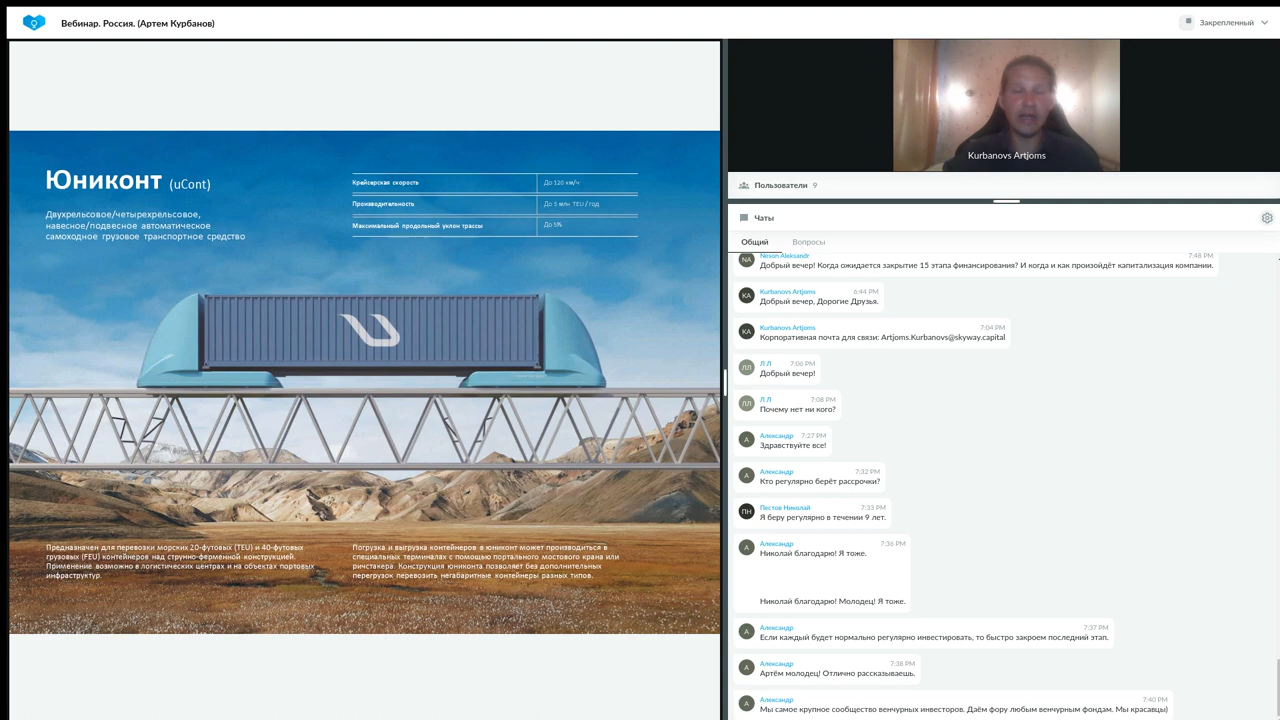 Вебинар. Россия. (Артем Курбанов)
Закрепленный
Юниконт (uCont)
Двухрельсовое/четырехрельсовое,
навесное/подвесное автоматическое
самоходное грузовое транспортное средство
Крейсерская скорость До 120 км/ч
Производительность До 5 млн TEU / год
Максимальный продольный уклон трассы До 5%
Предназначен для перевозки морских 20-футовых (TEU) и 40-футовых
грузовых (FEU) контейнеров над струнно-ферменной конструкцией.
Применение возможно в логистических центрах и на объектах портовых
инфраструктур.
Погрузка и выгрузка контейнеров в юниконт может производиться в
специальных терминалах с помощью портального мостового крана или
ричстакера. Конструкция юниконта позволяет без дополнительных
перегрузок перевозить негабаритные контейнеры разных типов.
Kurbanovs Artjoms
Пользователи 9
Чаты
Общий Вопросы
NA Neson Aleksandr 7:48 PM
Добрый вечер! Когда ожидается закрытие 15 этапа финансирования? И когда и как произойдёт капитализация компании.
KA Kurbanovs Artjoms 6:44 PM
Добрый вечер, Дорогие Друзья.
KA Kurbanovs Artjoms 7:04 PM
Корпоративная почта для связи: Artjoms.Kurbanovs@skyway.capital
ЛЛ Л Л 7:06 PM
Добрый вечер!
ЛЛ Л Л 7:08 PM
Почему нет ни кого?
А Александр 7:27 PM
Здравствуйте все!
А Александр 7:32 PM
Кто регулярно берёт рассрочки?
ПН Пестов Николай 7:33 PM
Я беру регулярно в течении 9 лет.
А Александр 7:36 PM
Николай благодарю! Я тоже.
Николай благодарю! Молодец! Я тоже.
А Александр 7:37 PM
Если каждый будет нормально регулярно инвестировать, то быстро закроем последний этап.
А Александр 7:38 PM
Артём молодец! Отлично рассказываешь.
А Александр 7:40 PM
Мы самое крупное сообщество венчурных инвесторов. Даём фору любым венчурным фондам. Мы красавцы)